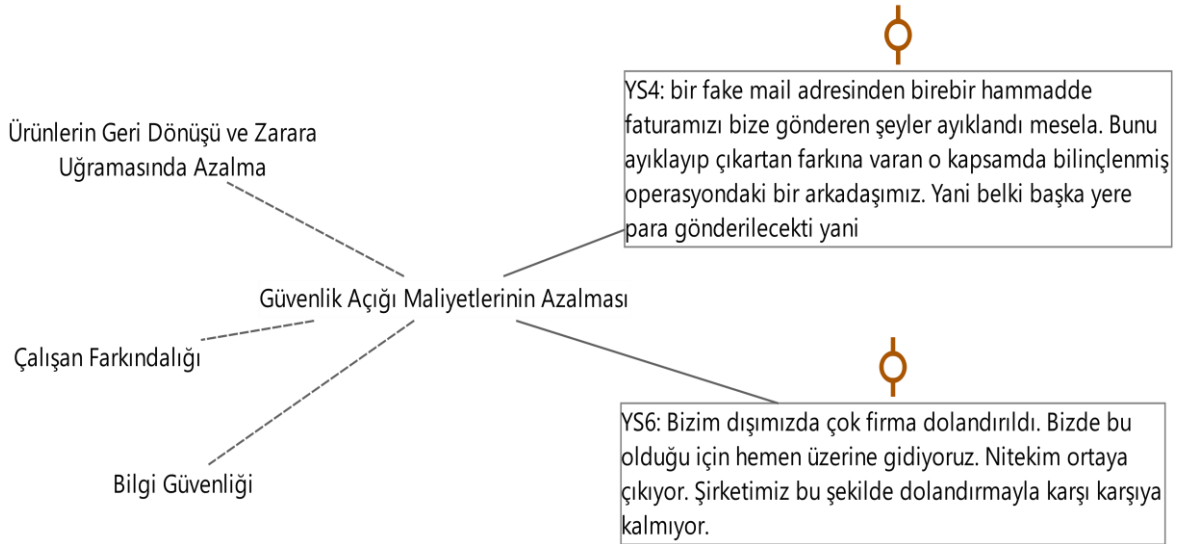 YS4: bir fake mail adresinden birebir hammadde
faturamızı bize gönderen şeyler ayıklandı mesela. Bunu
ayıklayıp çıkartan farkına varan o kapsamda bilinçlenmiş
operasyondaki bir arkadaşımız. Yani belki başka yere
para gönderilecekti yani
Ürünlerin Geri Dönüşü ve Zarara
Uğramasında Azalma
Güvenlik Açığı Maliyetlerinin Azalması
Çalışan Farkındalığı
Bilgi Güvenliği
YS6: Bizim dışımızda çok firma dolandırıldı. Bizde bu
olduğu için hemen üzerine gidiyoruz. Nitekim ortaya
çıkıyor. Şirketimiz bu şekilde dolandırmayla karşı karşıya
kalmıyor.